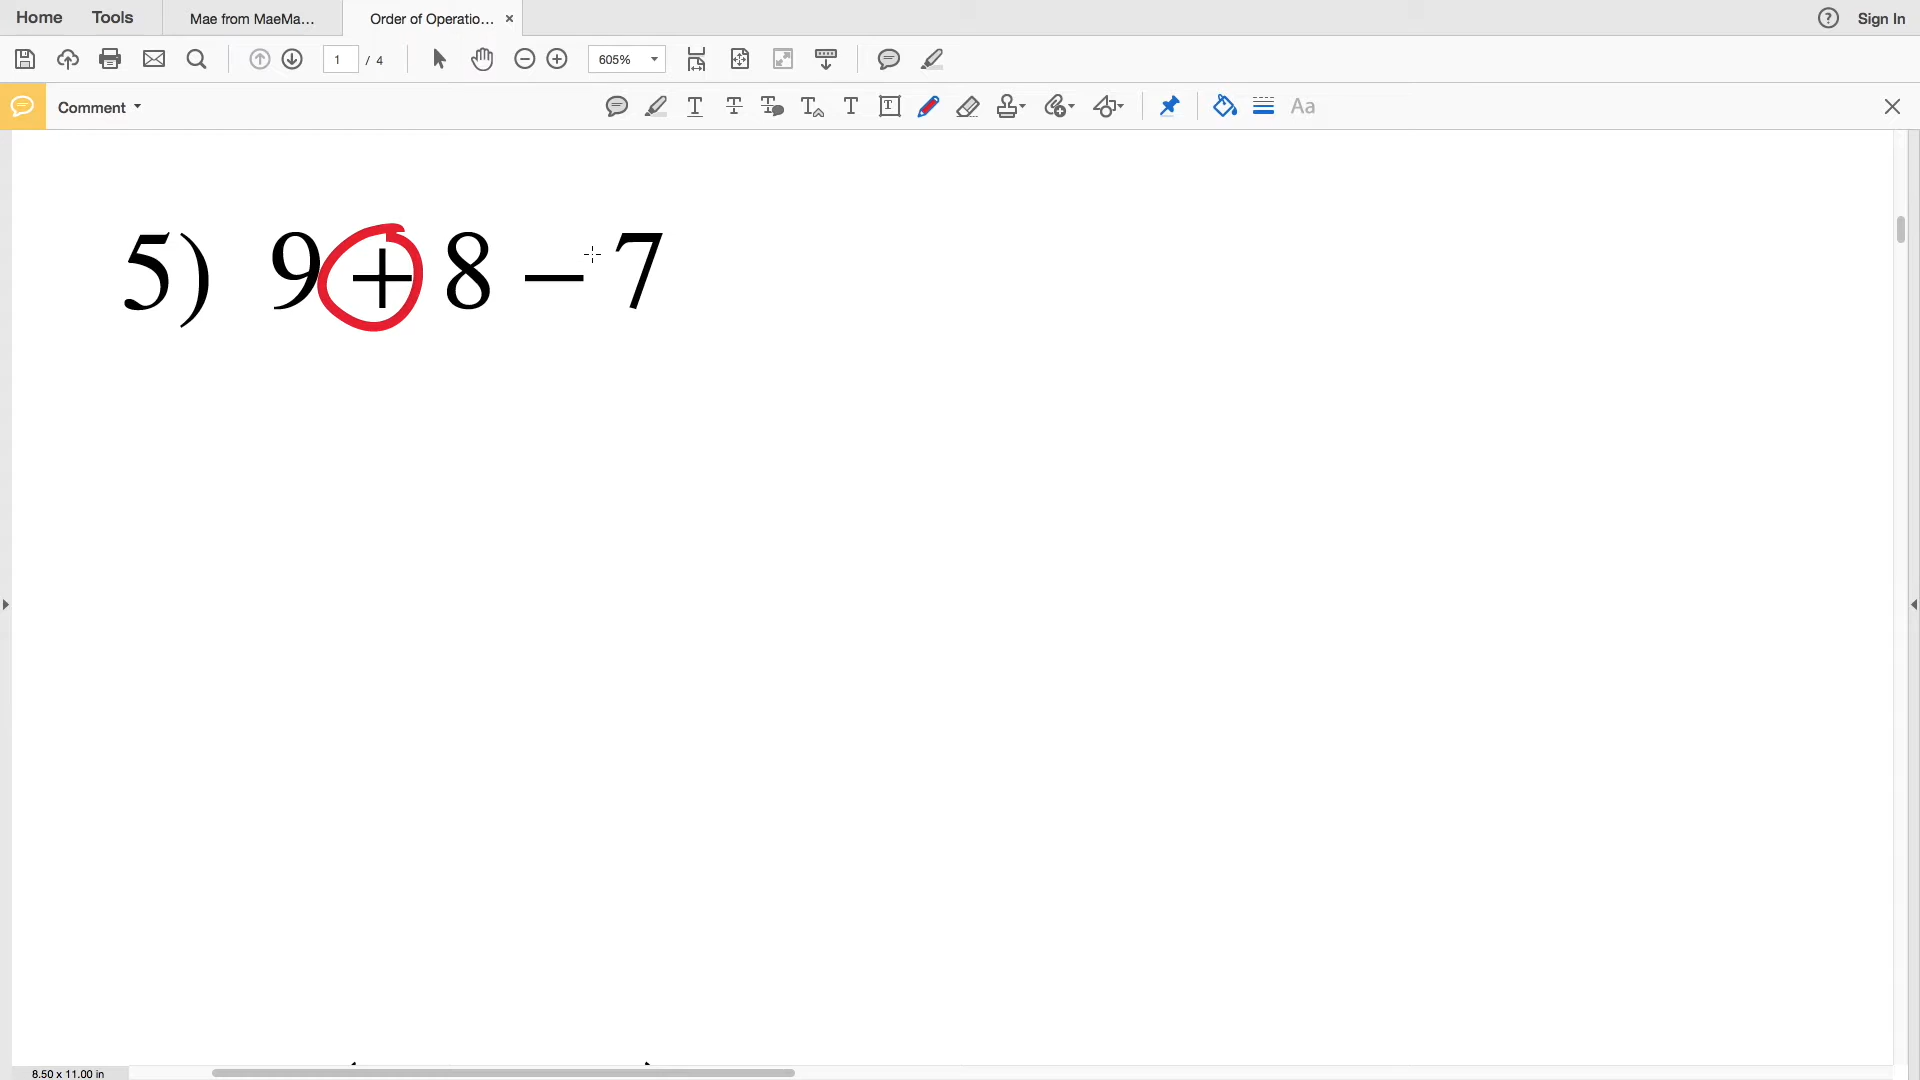 Home Tools Mae from MaeMa... Order of Operatio... × Sign In
1 / 4 605%
Comment Aa
5) 9 + 8 − 7
8.50 x 11.00 in